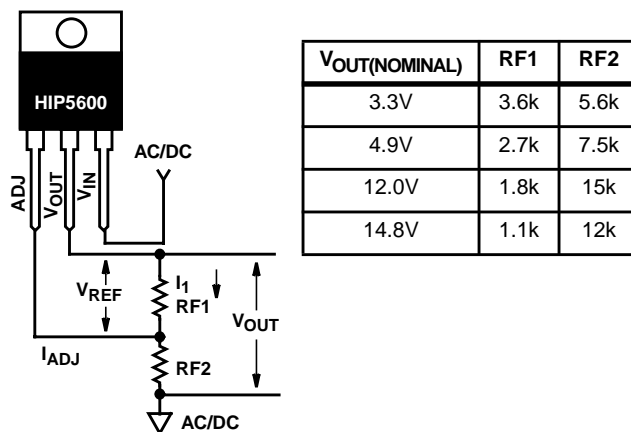 HIP5600
ADJ
VOUT
VIN
AC/DC
VREF
I1
RF1
VOUT
IADJ
RF2
AC/DC
VOUT(NOMINAL) RF1 RF2
3.3V 3.6k 5.6k
4.9V 2.7k 7.5k
12.0V 1.8k 15k
14.8V 1.1k 12k